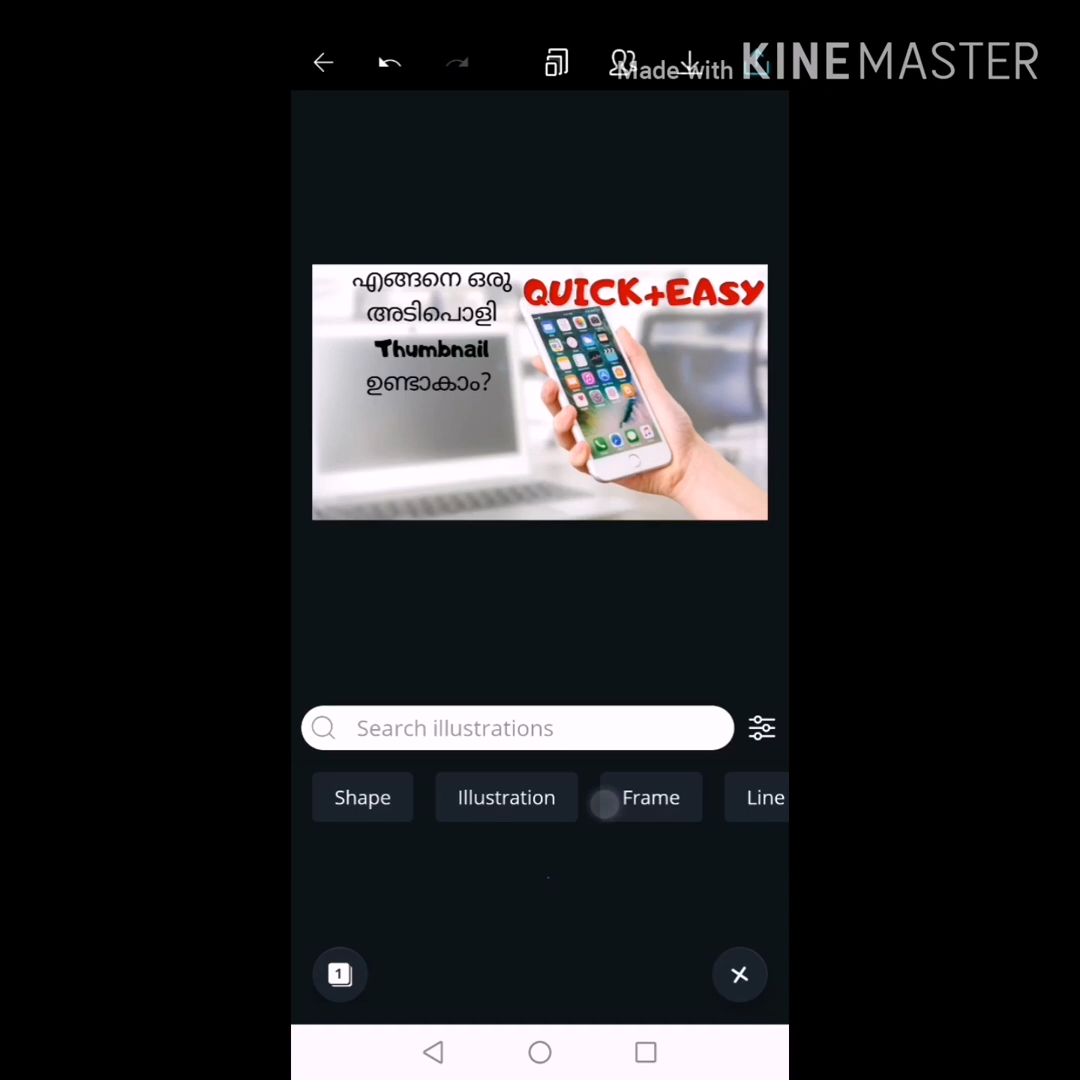 Made with KINEMASTER
എങ്ങനെ ഒരു
അടിപൊളി
Thumbnail
ഉണ്ടാകാം?
QUICK+EASY
Search illustrations
Shape
Illustration
Frame
Line
1